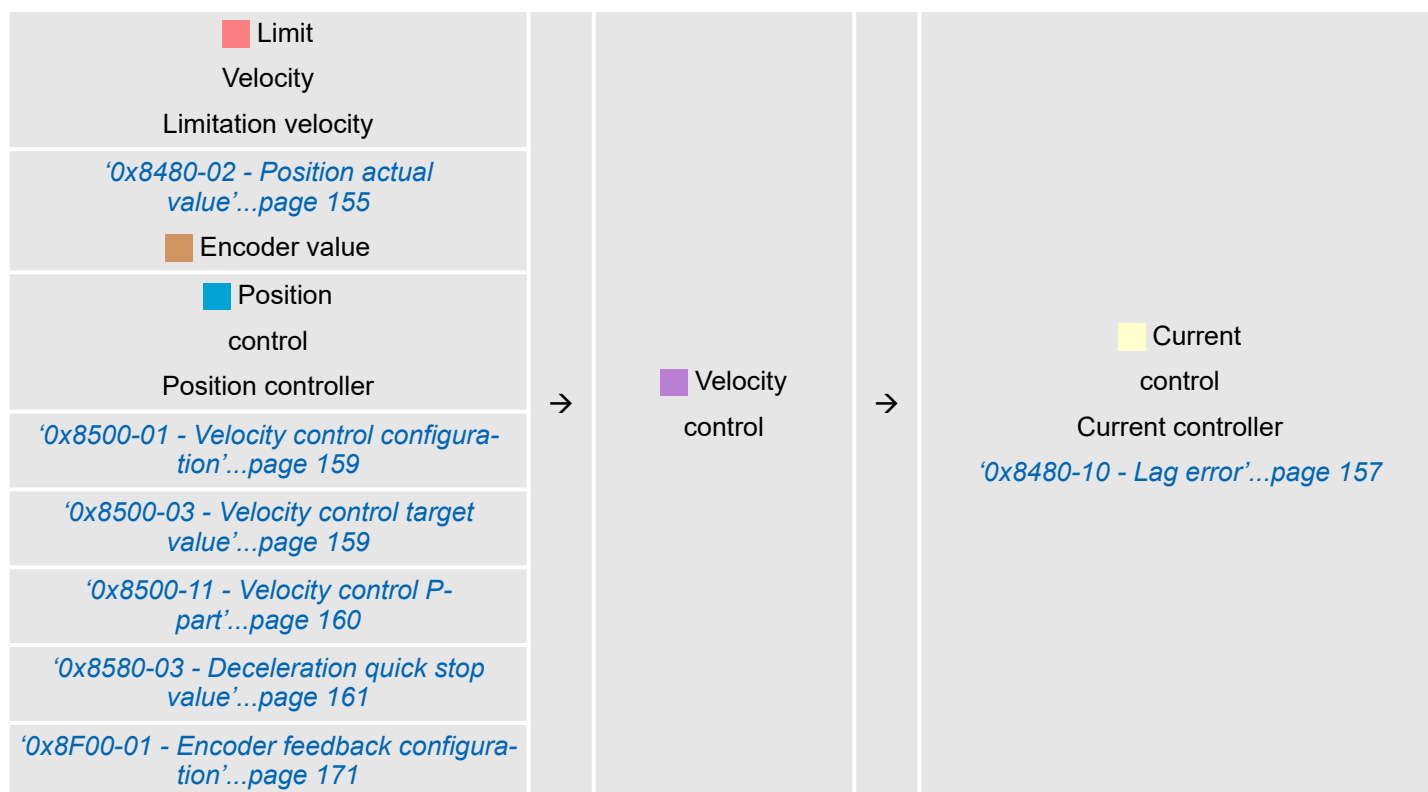 Limit
Velocity
Limitation velocity
‘0x8480-02 - Position actual
value’...page 155
Encoder value
Position
control
Position controller
‘0x8500-01 - Velocity control configura-
tion’...page 159
‘0x8500-03 - Velocity control target
value’...page 159
‘0x8500-11 - Velocity control P-
part’...page 160
‘0x8580-03 - Deceleration quick stop
value’...page 161
‘0x8F00-01 - Encoder feedback configura-
tion’...page 171
→
Velocity
control
→
Current
control
Current controller
‘0x8480-10 - Lag error’...page 157